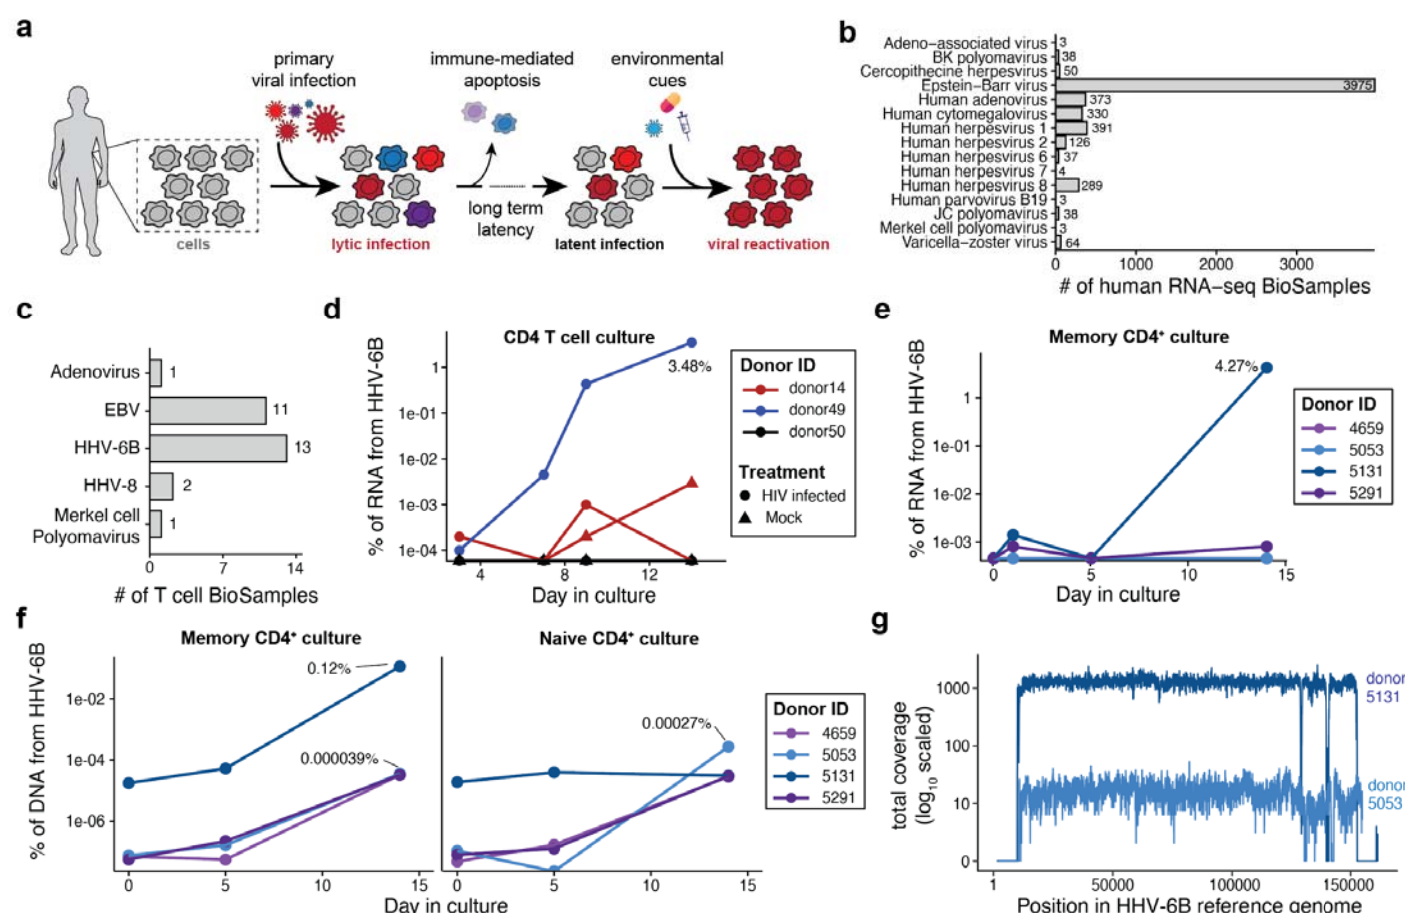 a
primary
viral infection
immune-mediated
apoptosis
environmental
cues
long term
latency
cells
lytic infection
latent infection
viral reactivation
b
Adeno-associated virus 3
BK polyomavirus 38
Cercopithecine herpesvirus 50
Epstein-Barr virus 3975
Human adenovirus 373
Human cytomegalovirus 330
Human herpesvirus 1 391
Human herpesvirus 2 126
Human herpesvirus 6 37
Human herpesvirus 7 4
Human herpesvirus 8 289
Human parvovirus B19 3
JC polyomavirus 38
Merkel cell polyomavirus 3
Varicella-zoster virus 64
0 1000 2000 3000
# of human RNA-seq BioSamples
c
Adenovirus 1
EBV 11
HHV-6B 13
HHV-8 2
Merkel cell
Polyomavirus 1
0 7 14
# of T cell BioSamples
d
CD4 T cell culture
% of RNA from HHV-6B
1
1e-01
1e-02
1e-03
1e-04
3.48%
4 8 12
Day in culture
Donor ID
donor14
donor49
donor50
Treatment
HIV infected
Mock
e
Memory CD4+ culture
% of RNA from HHV-6B
1
1e-01
1e-02
1e-03
4.27%
0 5 10 15
Day in culture
Donor ID
4659
5053
5131
5291
f
Memory CD4+ culture
Naive CD4+ culture
% of DNA from HHV-6B
1e-02
1e-04
1e-06
0.12%
0.000039%
0.00027%
0 5 10 15
0 5 10 15
Day in culture
Donor ID
4659
5053
5131
5291
g
total coverage
(log10 scaled)
1000
100
10
0
donor
5131
donor
5053
1 50000 100000 150000
Position in HHV-6B reference genome